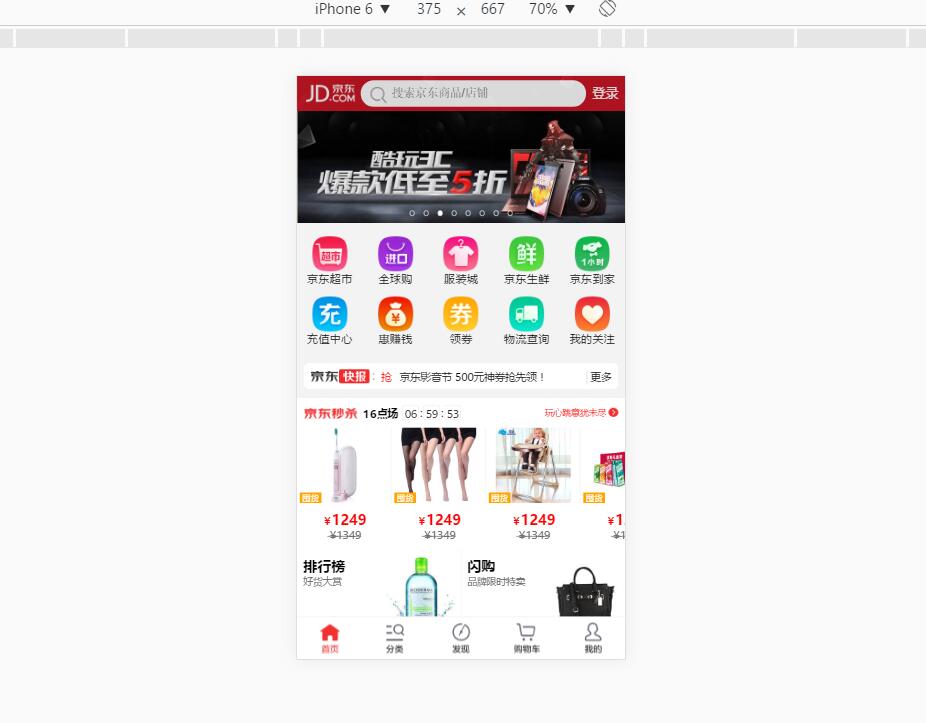 iPhone 6 ▼ 375 × 667 70% ▼
JD 京东 .COM 搜索京东商品/店铺 登录
酷玩3C
爆款低至5折
超市 进口 鲜 1小时
京东超市 全球购 服装城 京东生鲜 京东到家
充 ¥ 券
充值中心 惠赚钱 领券 物流查询 我的关注
京东快报 : 抢 京东影音节 500元神券抢先领！ 更多
京东秒杀 16点场 06 : 59 : 53 玩心跳意犹未尽
囤货 囤货 囤货 囤货
¥1249 ¥1249 ¥1249 ¥1
¥1349 ¥1349 ¥1349 ¥1
排行榜 闪购
好货大赏 品牌限时特卖
首页 分类 发现 购物车 我的